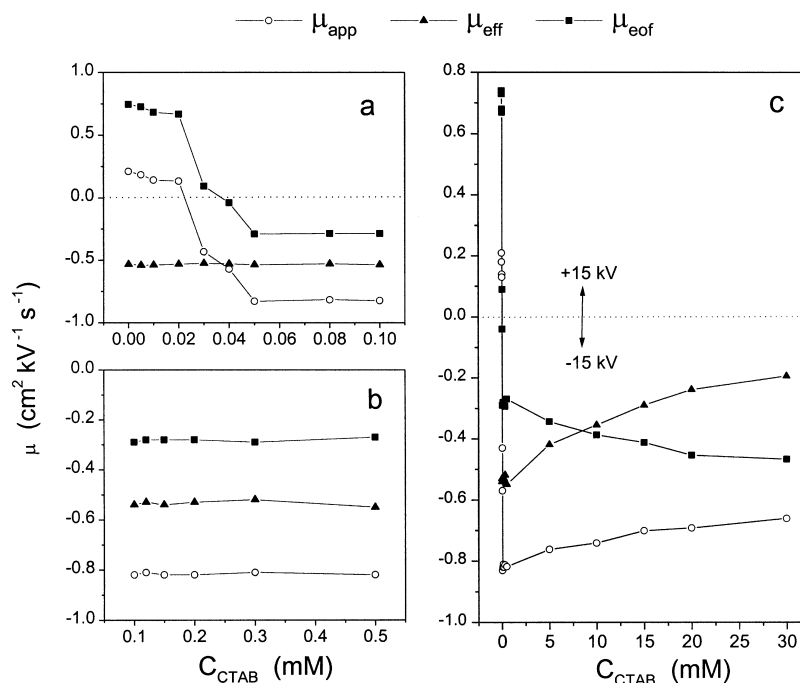 μapp μeff μeof
a
1.0
0.5
0.0
-0.5
-1.0
0.00 0.02 0.04 0.06 0.08 0.10
b
0.0
-0.2
-0.4
-0.6
-0.8
-1.0
0.1 0.2 0.3 0.4 0.5
CCTAB (mM)
μ (cm² kV⁻¹ s⁻¹)
c
0.8
0.6
0.4
0.2
0.0
-0.2
-0.4
-0.6
-0.8
-1.0
+15 kV
-15 kV
0 5 10 15 20 25 30
CCTAB (mM)